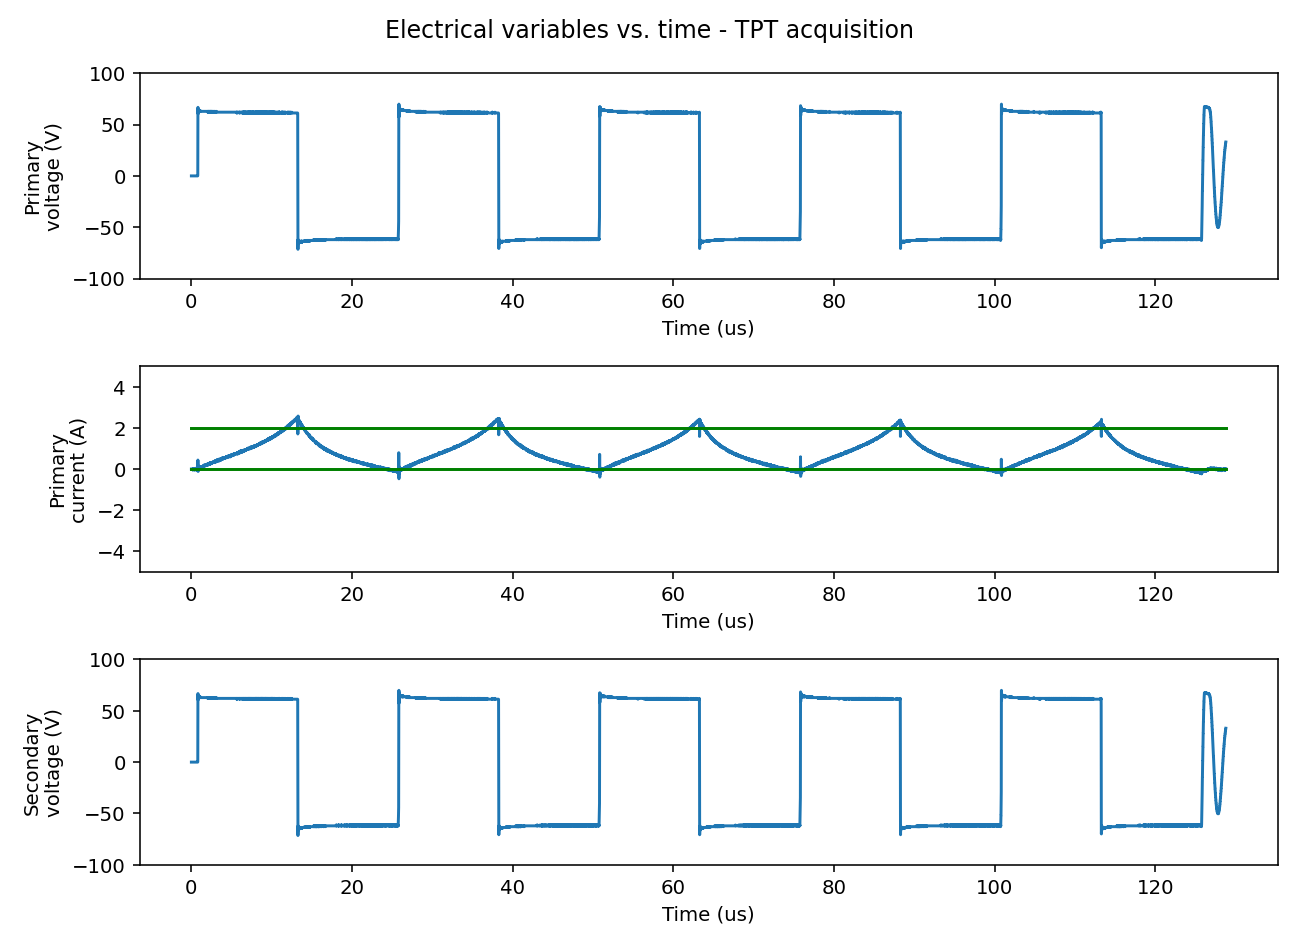 Electrical variables vs. time - TPT acquisition
100
50
0
−50
−100
Primary
voltage (V)
0 20 40 60 80 100 120
Time (us)
4
2
0
−2
−4
Primary
current (A)
0 20 40 60 80 100 120
Time (us)
100
50
0
−50
−100
Secondary
voltage (V)
0 20 40 60 80 100 120
Time (us)